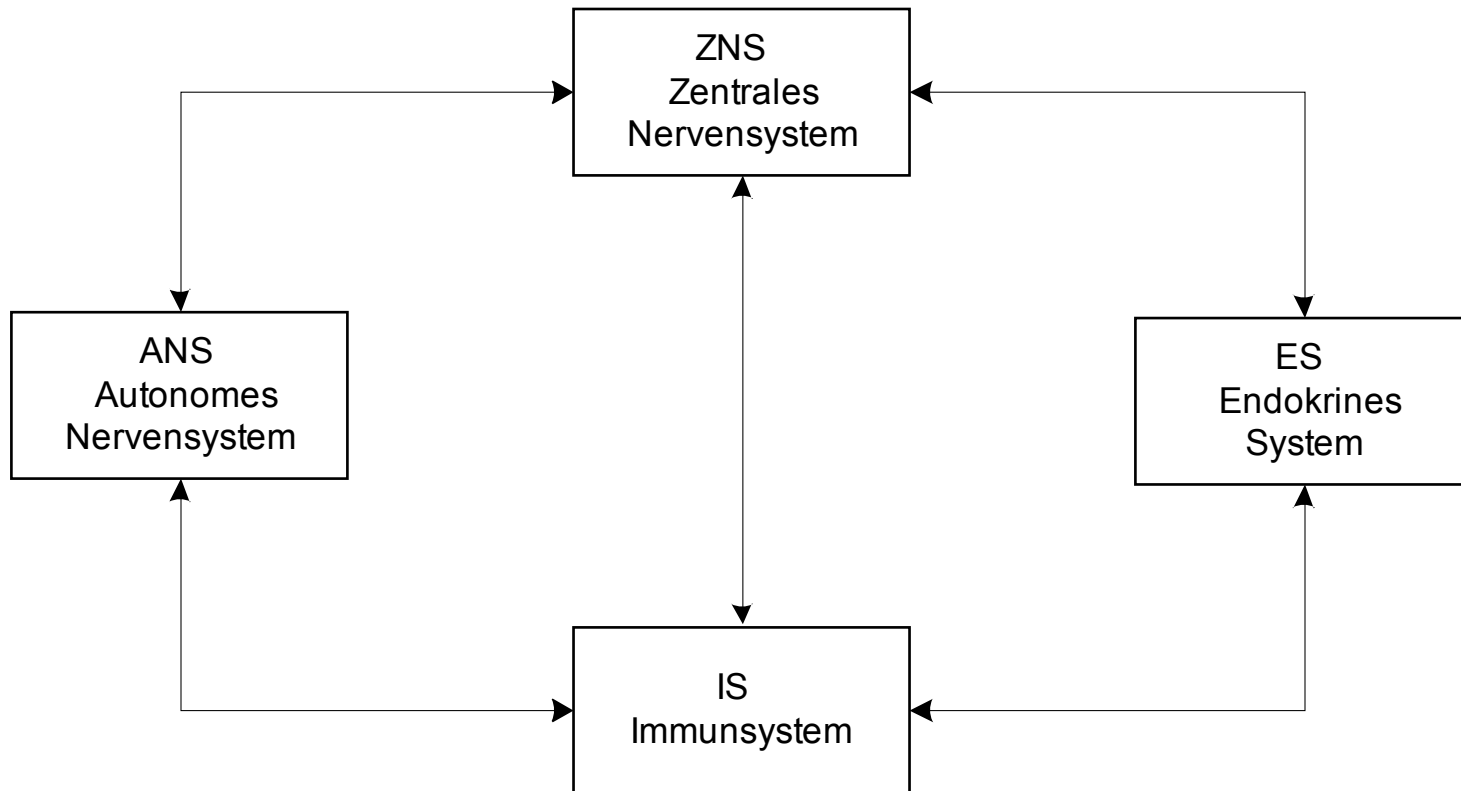 ZNS
Zentrales
Nervensystem
ANS
Autonomes
Nervensystem
ES
Endokrines
System
IS
Immunsystem